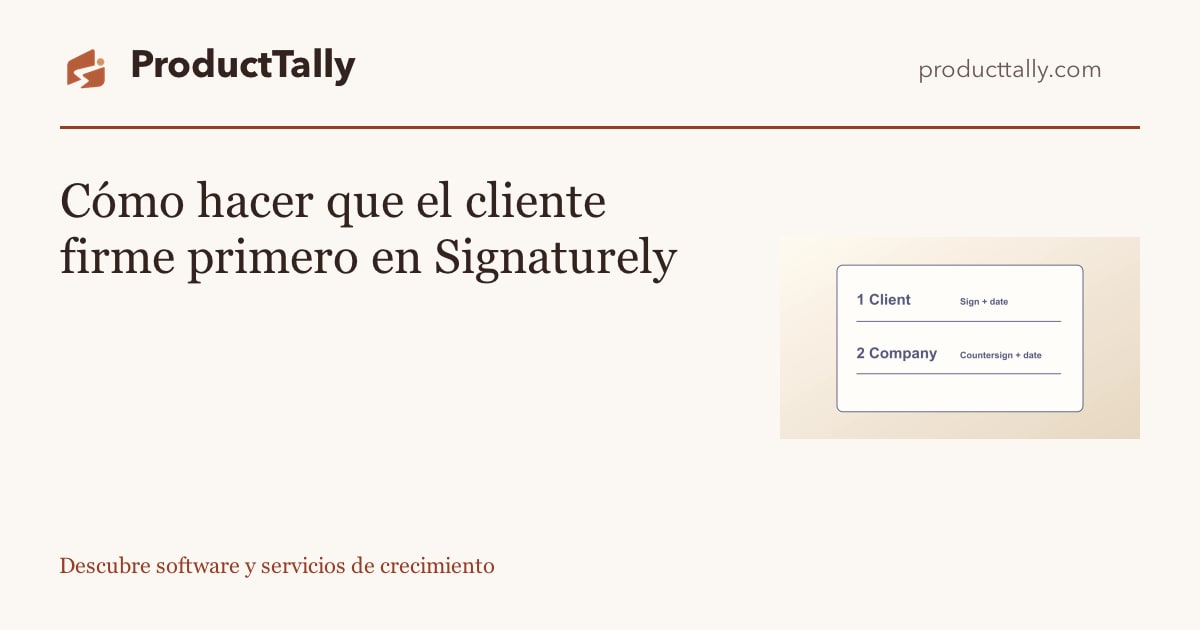 ProductTally
producttally.com
Cómo hacer que el cliente
firme primero en Signaturely
1 Client Sign + date
2 Company Countersign + date
Descubre software y servicios de crecimiento